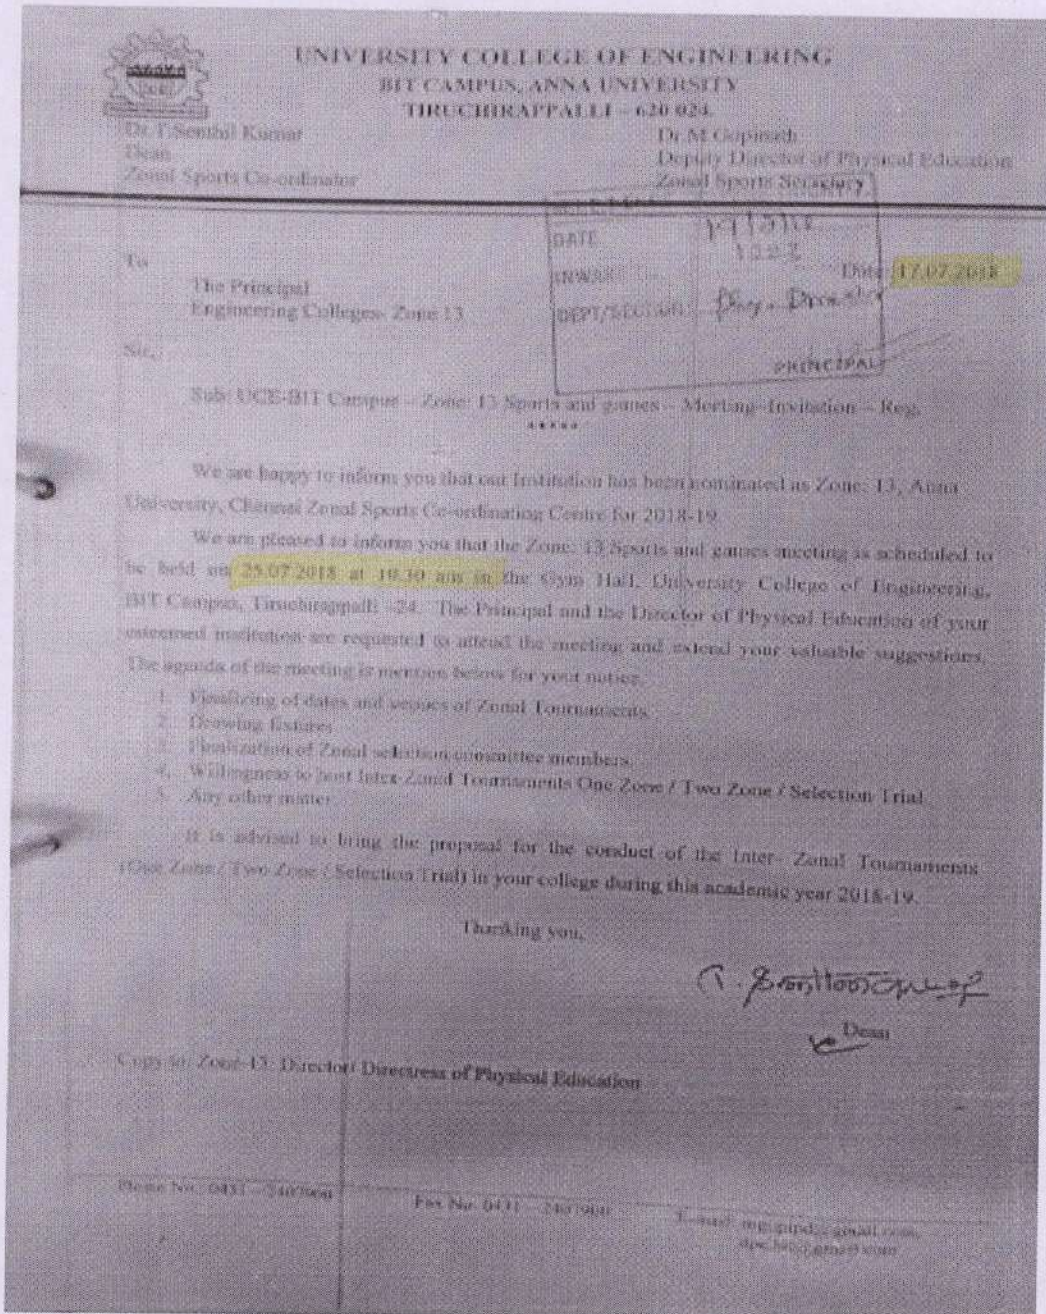 UNIVERSITY COLLEGE OF ENGINEERING
BIT CAMPUS, ANNA UNIVERSITY
TIRUCHIRAPPALLI – 620 024.
Dr.T.Senthil Kumar
Dean
Zonal Sports Co-ordinator
Dr.M.Gopinath
Deputy Director of Physical Education
Zonal Sports Secretary
DATE
INWARD
DEPT/SECTION
PRINCIPAL
Date: 17.07.2018
To
The Principal
Engineering Colleges- Zone 13
Sir,
Sub: UCE-BIT Campus – Zone: 13 Sports and games – Meeting- Invitation – Reg.
*****
We are happy to inform you that our Institution has been nominated as Zone: 13, Anna
University, Chennai Zonal Sports Co-ordinating Centre for 2018-19.
We are pleased to inform you that the Zone: 13 Sports and games meeting is scheduled to
be held on 25.07.2018 at 10.30 am in the Gym Hall, University College of Engineering,
BIT Campus, Tiruchirappalli -24. The Principal and the Director of Physical Education of your
esteemed institution are requested to attend the meeting and extend your valuable suggestions.
The agenda of the meeting is mention below for your notice.
1. Finalizing of dates and venues of Zonal Tournaments
2. Drawing fixtures
3. Finalization of Zonal selection committee members.
4. Willingness to host Inter-Zonal Tournaments One Zone / Two Zone / Selection Trial
5. Any other matter
It is advised to bring the proposal for the conduct of the Inter- Zonal Tournaments
(One Zone / Two Zone / Selection Trial) in your college during this academic year 2018-19.
Thanking you,
Dean
Copy to: Zone-13: Director/ Directress of Physical Education
Phone No.: 0431 –
Fax No: 0431 –
E-mail: